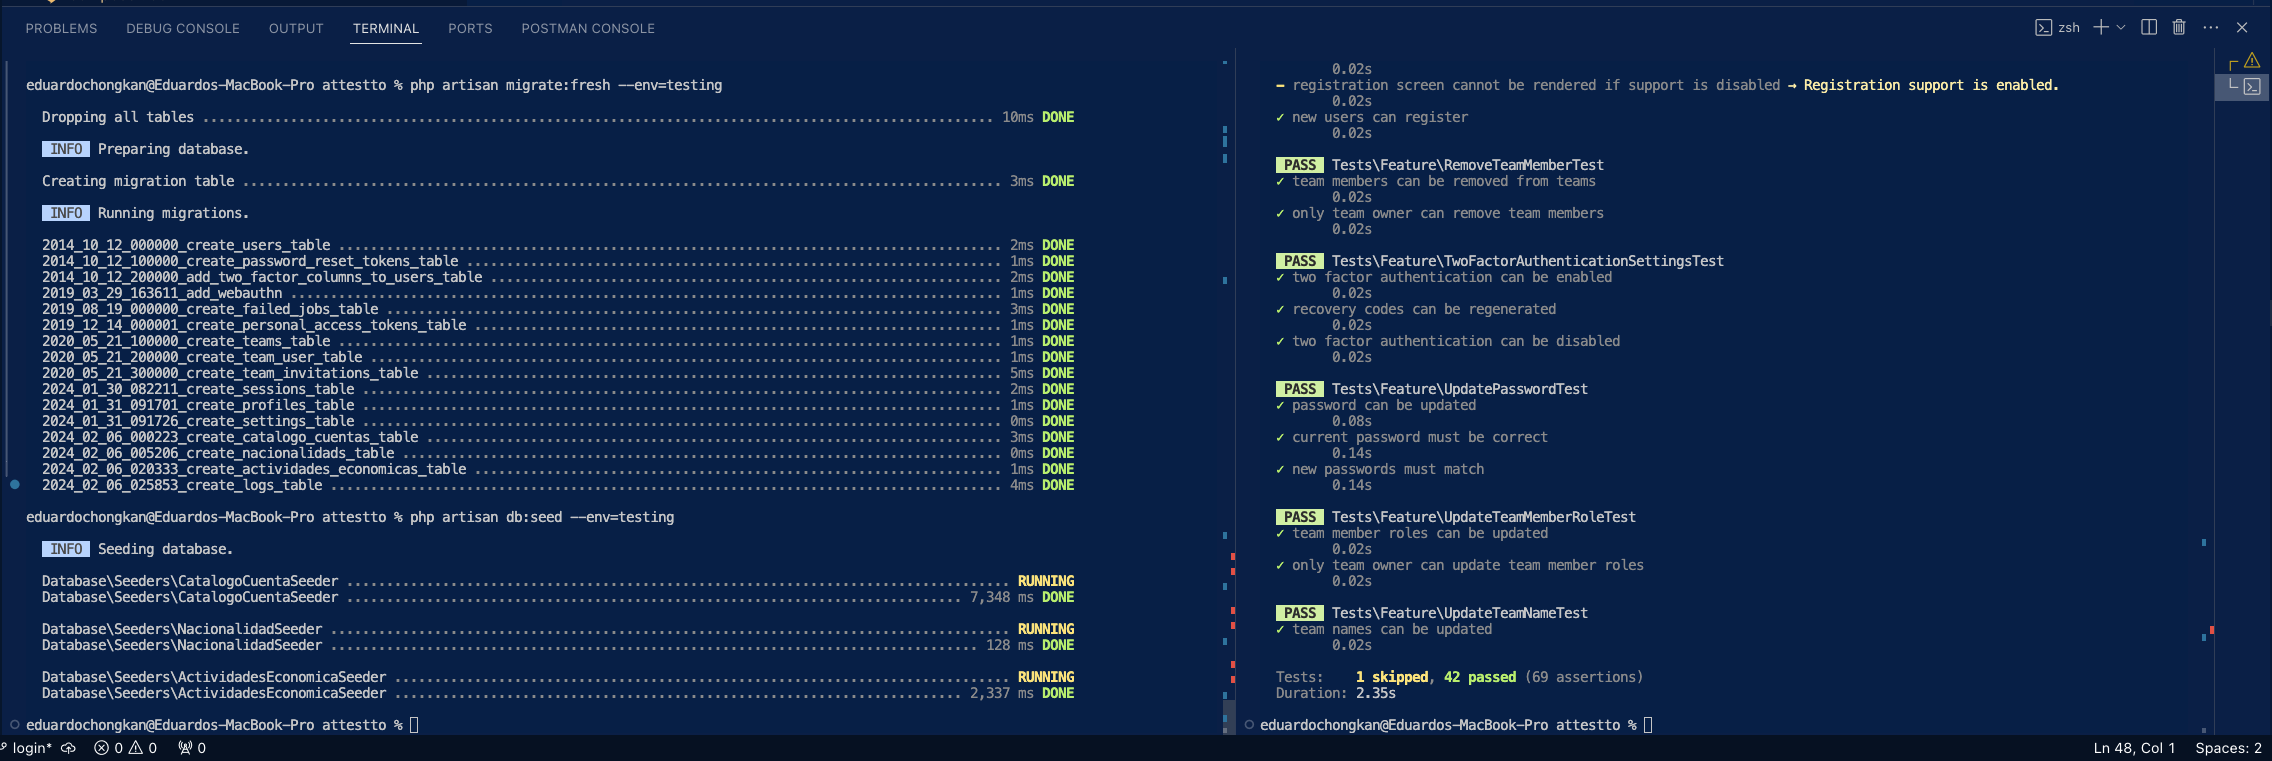 PROBLEMS DEBUG CONSOLE OUTPUT TERMINAL PORTS POSTMAN CONSOLE
zsh
eduardochongkan@Eduardos-MacBook-Pro attestto % php artisan migrate:fresh --env=testing
Dropping all tables ................................................................................................... 10ms DONE
INFO Preparing database.
Creating migration table ............................................................................................... 3ms DONE
INFO Running migrations.
2014_10_12_000000_create_users_table ................................................................................... 2ms DONE
2014_10_12_100000_create_password_reset_tokens_table ................................................................... 1ms DONE
2014_10_12_200000_add_two_factor_columns_to_users_table ................................................................ 2ms DONE
2019_03_29_163611_add_webauthn ......................................................................................... 1ms DONE
2019_08_19_000000_create_failed_jobs_table ............................................................................. 3ms DONE
2019_12_14_000001_create_personal_access_tokens_table .................................................................. 1ms DONE
2020_05_21_100000_create_teams_table ................................................................................... 1ms DONE
2020_05_21_200000_create_team_user_table ............................................................................... 1ms DONE
2020_05_21_300000_create_team_invitations_table ........................................................................ 5ms DONE
2024_01_30_082211_create_sessions_table ................................................................................ 2ms DONE
2024_01_31_091701_create_profiles_table ................................................................................ 1ms DONE
2024_01_31_091726_create_settings_table ................................................................................ 0ms DONE
2024_02_06_000223_create_catalogo_cuentas_table ........................................................................ 3ms DONE
2024_02_06_005206_create_nacionalidads_table ........................................................................... 0ms DONE
2024_02_06_020333_create_actividades_economicas_table .................................................................. 1ms DONE
2024_02_06_025853_create_logs_table .................................................................................... 4ms DONE
eduardochongkan@Eduardos-MacBook-Pro attestto % php artisan db:seed --env=testing
INFO Seeding database.
Database\Seeders\CatalogoCuentaSeeder ................................................................................... RUNNING
Database\Seeders\CatalogoCuentaSeeder ............................................................................. 7,348 ms DONE
Database\Seeders\NacionalidadSeeder ..................................................................................... RUNNING
Database\Seeders\NacionalidadSeeder ................................................................................. 128 ms DONE
Database\Seeders\ActividadesEconomicaSeeder ............................................................................. RUNNING
Database\Seeders\ActividadesEconomicaSeeder ....................................................................... 2,337 ms DONE
eduardochongkan@Eduardos-MacBook-Pro attestto %
0.02s
– registration screen cannot be rendered if support is disabled → Registration support is enabled.
0.02s
✓ new users can register
0.02s
PASS Tests\Feature\RemoveTeamMemberTest
✓ team members can be removed from teams
0.02s
✓ only team owner can remove team members
0.02s
PASS Tests\Feature\TwoFactorAuthenticationSettingsTest
✓ two factor authentication can be enabled
0.02s
✓ recovery codes can be regenerated
0.02s
✓ two factor authentication can be disabled
0.02s
PASS Tests\Feature\UpdatePasswordTest
✓ password can be updated
0.08s
✓ current password must be correct
0.14s
✓ new passwords must match
0.14s
PASS Tests\Feature\UpdateTeamMemberRoleTest
✓ team member roles can be updated
0.02s
✓ only team owner can update team member roles
0.02s
PASS Tests\Feature\UpdateTeamNameTest
✓ team names can be updated
0.02s
Tests: 1 skipped, 42 passed (69 assertions)
Duration: 2.35s
eduardochongkan@Eduardos-MacBook-Pro attestto %
login* 0 0 0 Ln 48, Col 1 Spaces: 2